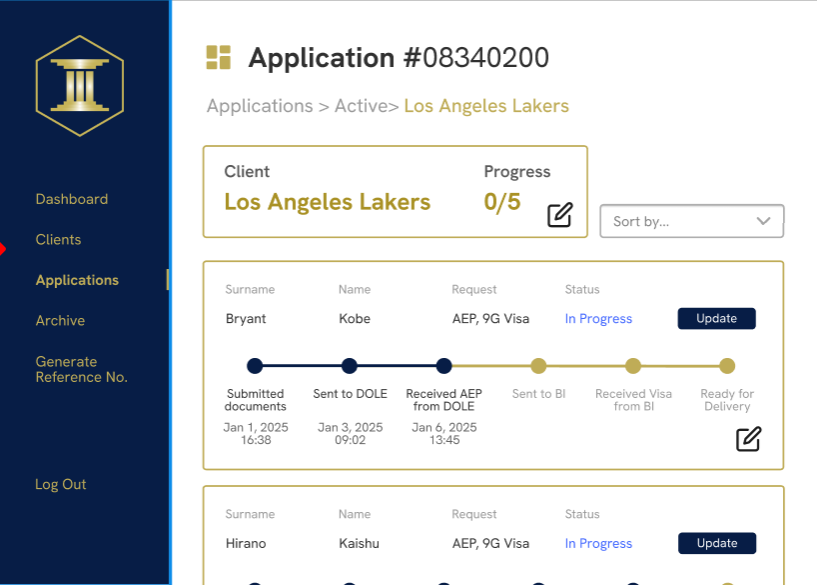 Application #08340200
Applications > Active> Los Angeles Lakers
Dashboard
Clients
Applications
Archive
Generate
Reference No.
Log Out
Client
Progress
Los Angeles Lakers
0/5
Sort by...
Surname
Name
Request
Status
Bryant
Kobe
AEP, 9G Visa
In Progress
Update
Submitted
documents
Jan 1, 2025
16:38
Sent to DOLE
Jan 3, 2025
09:02
Received AEP
from DOLE
Jan 6, 2025
13:45
Sent to BI
Received Visa
from BI
Ready for
Delivery
Surname
Name
Request
Status
Hirano
Kaishu
AEP, 9G Visa
In Progress
Update